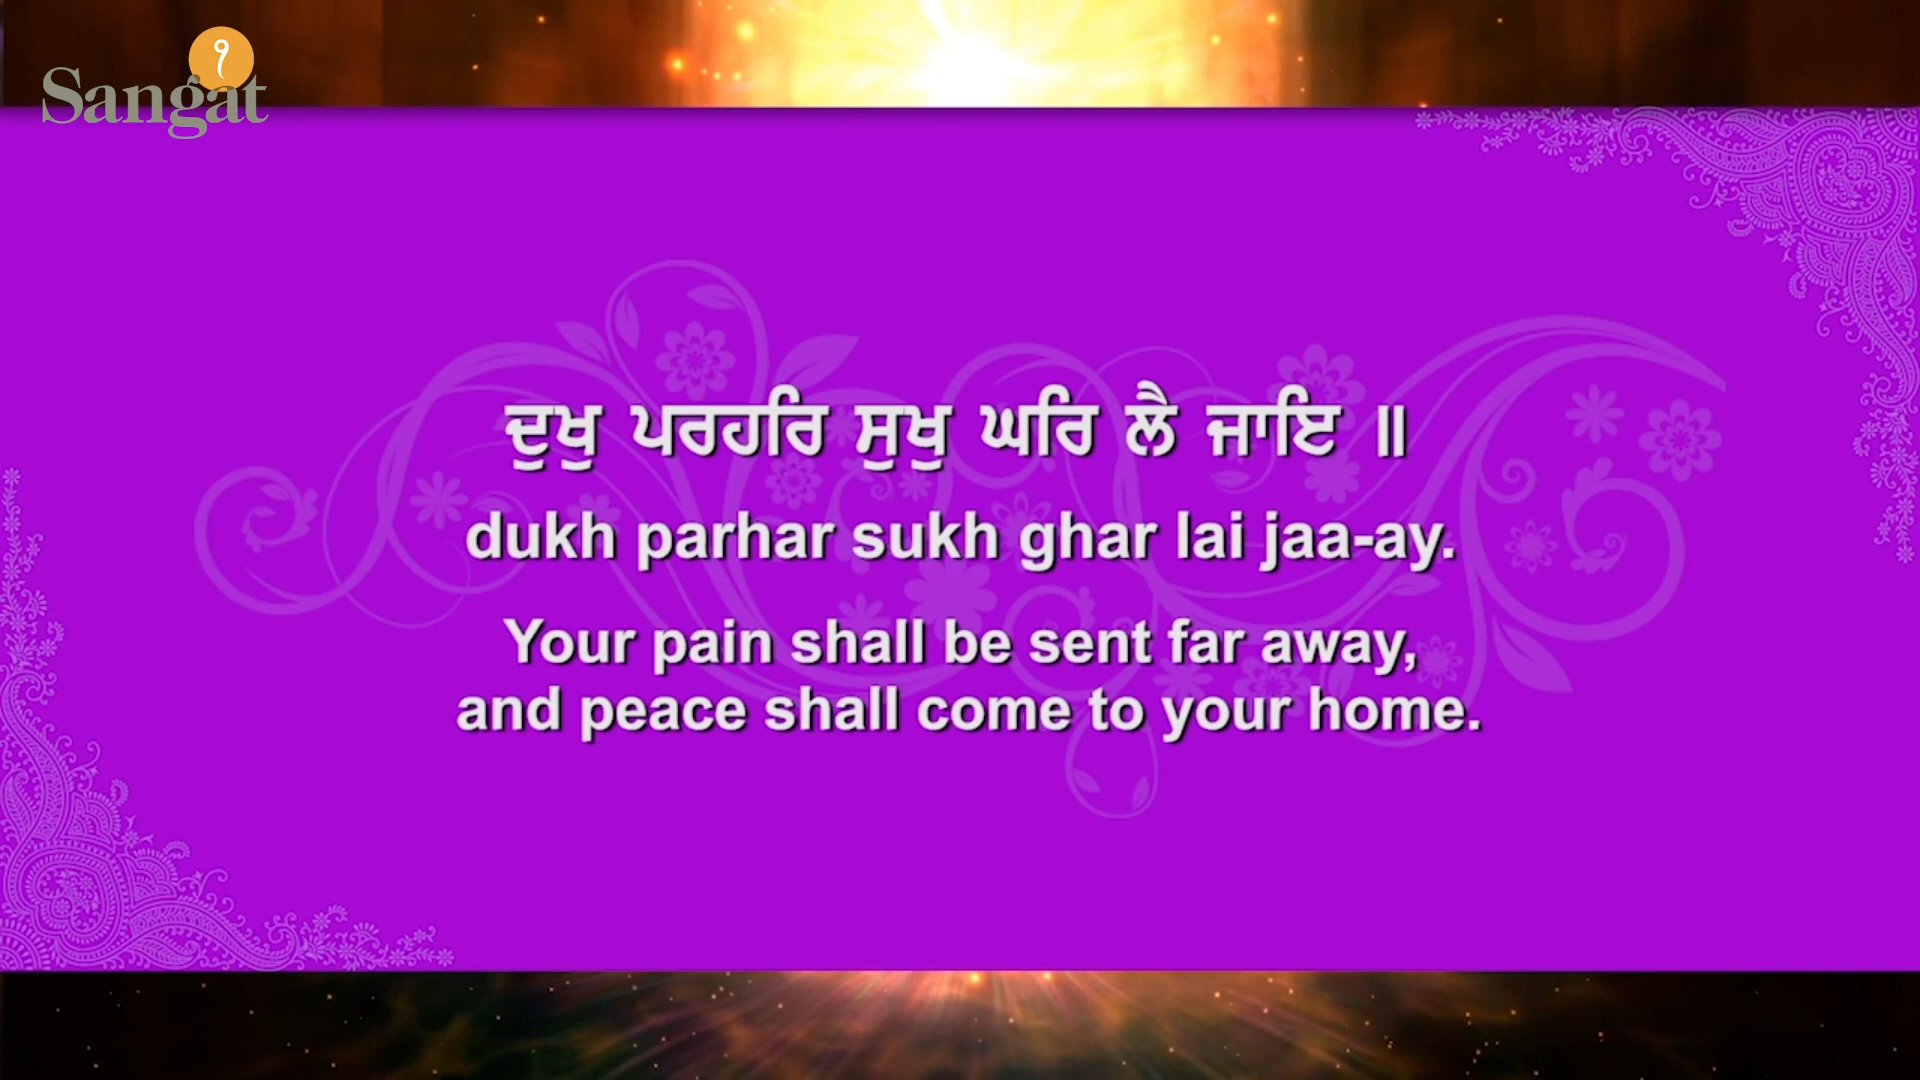 ੧
Sangat
ਦੁਖੁ ਪਰਹਰਿ ਸੁਖੁ ਘਰਿ ਲੈ ਜਾਇ ॥
dukh parhar sukh ghar lai jaa-ay.
Your pain shall be sent far away,
and peace shall come to your home.